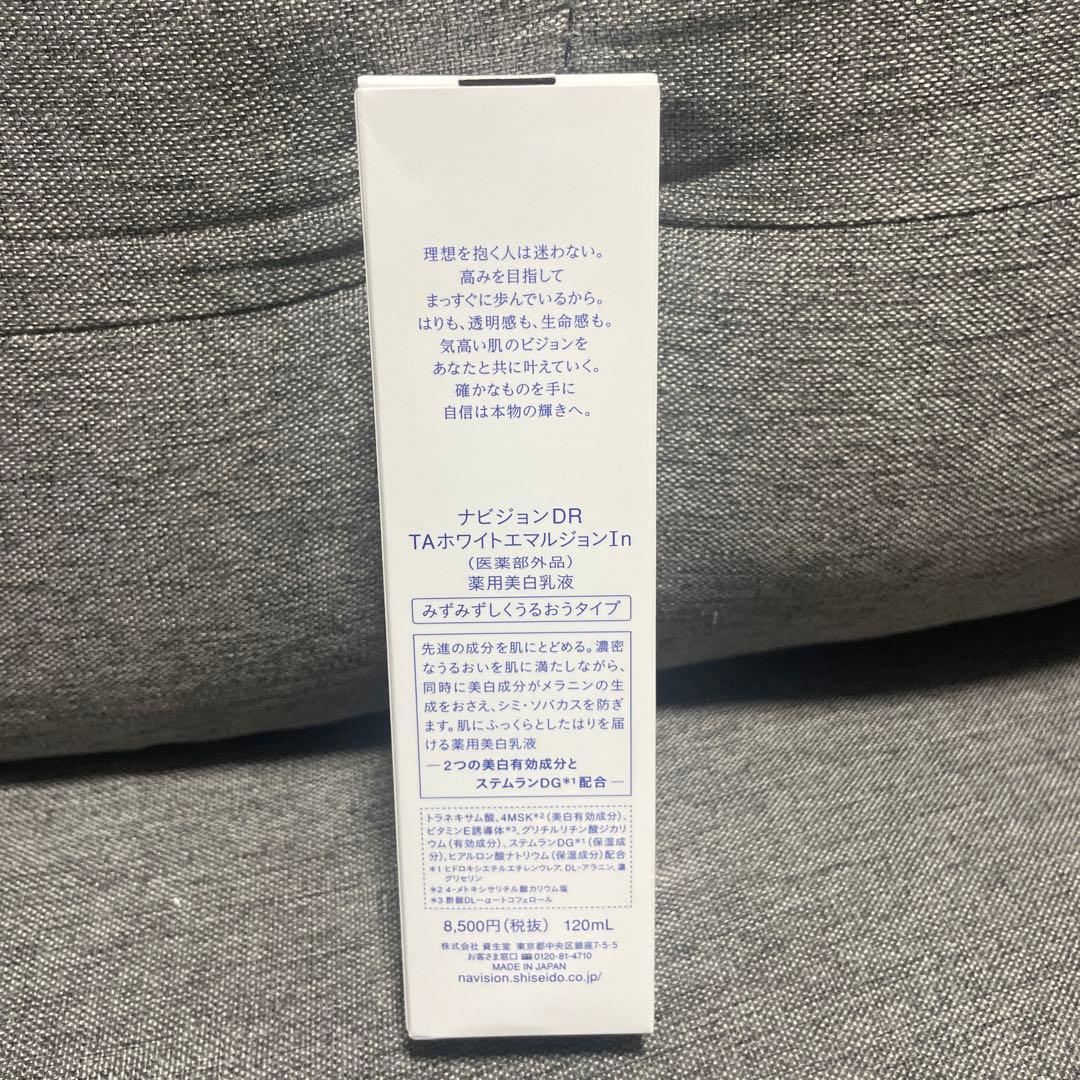 理想を抱く人は迷わない。
高みを目指して
まっすぐに歩んでいるから。
はりも、透明感も、生命感も。
気高い肌のビジョンを
あなたと共に叶えていく。
確かなものを手に
自信は本物の輝きへ。
ナビジョンDR
TAホワイトエマルジョンIn
(医薬部外品)
薬用美白乳液
みずみずしくうるおうタイプ
先進の成分を肌にとどめる。濃密
なうるおいを肌に満たしながら、
同時に美白成分がメラニンの生
成をおさえ、シミ・ソバカスを防ぎ
ます。肌にふっくらとしたはりを届
ける薬用美白乳液
― 2つの美白有効成分と
ステムランDG*1配合 ―
トラネキサム酸、4MSK*2(美白有効成分)、
ビタミンE誘導体*3、グリチルリチン酸ジカリ
ウム(有効成分)、ステムランDG*1(保湿成
分)、ヒアルロン酸ナトリウム(保湿成分)配合
*1 ヒドロキシエチルエチレンウレア、DL-アラニン、濃
グリセリン
*2 4-メトキシサリチル酸カリウム塩
*3 酢酸DL-α-トコフェロール
8,500円(税抜) 120mL
株式会社 資生堂 東京都中央区銀座7-5-5
お客さま窓口 0120-81-4710
MADE IN JAPAN
navision.shiseido.co.jp/